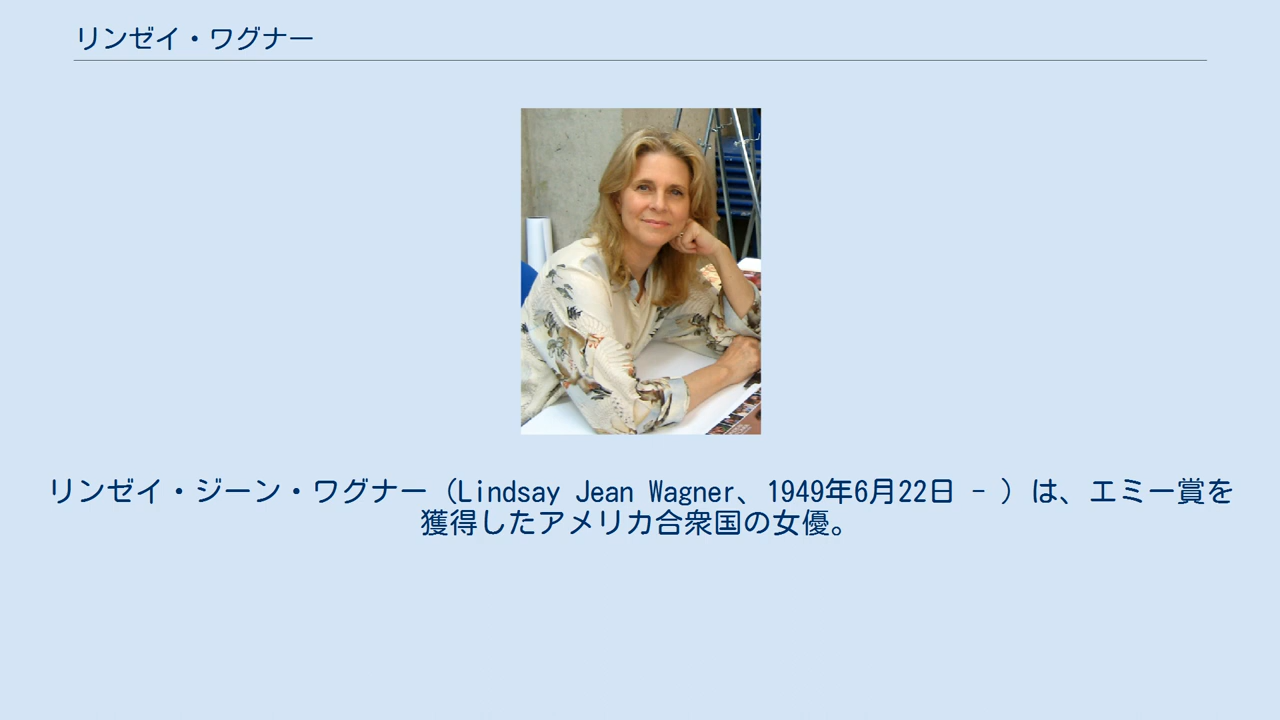 リンゼイ・ワグナー
リンゼイ・ジーン・ワグナー（Lindsay Jean Wagner、1949年6月22日 - ）は、エミー賞を
獲得したアメリカ合衆国の女優。